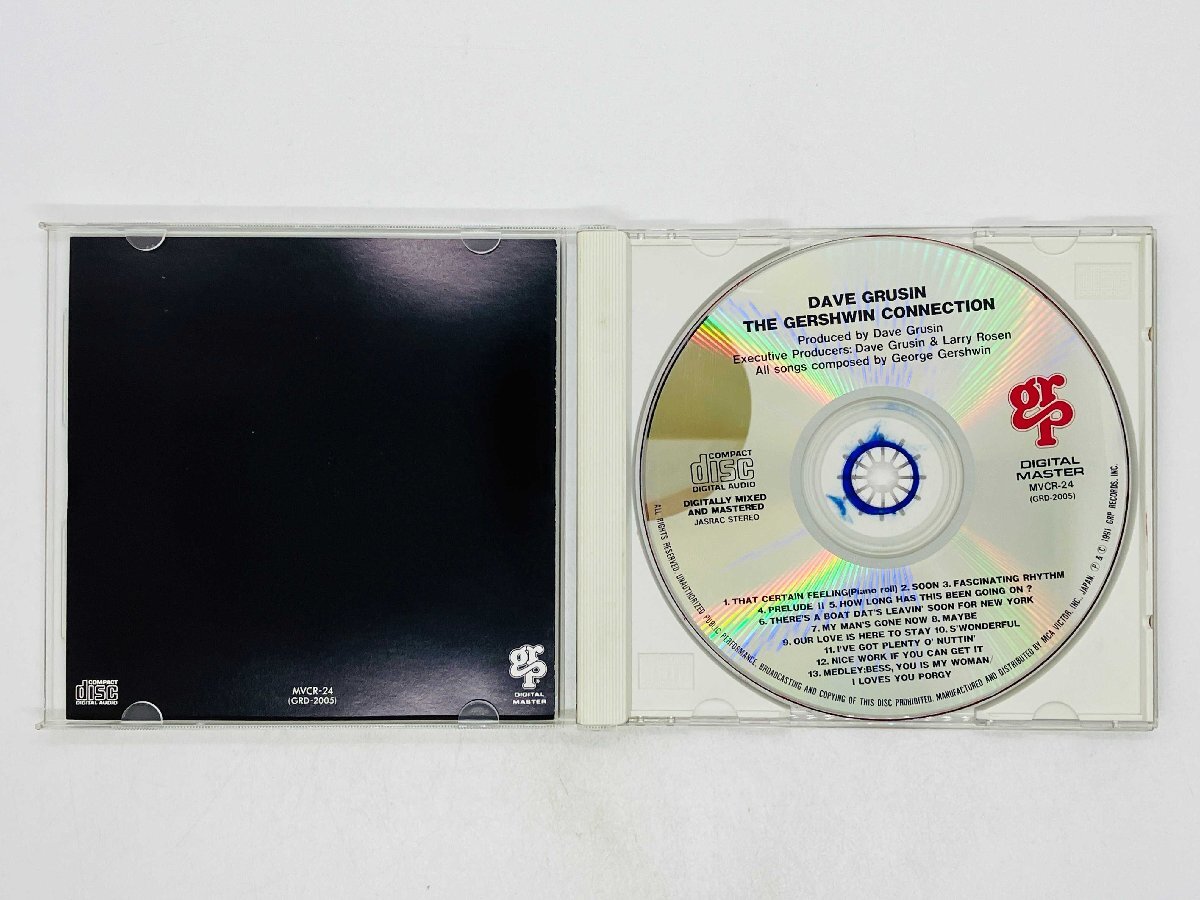 COMPACT
disc
DIGITAL AUDIO
MVCR-24
(GRD-2005)
grp
DIGITAL
MASTER
DAVE GRUSIN
THE GERSHWIN CONNECTION
Produced by Dave Grusin
Executive Producers: Dave Grusin & Larry Rosen
All songs composed by George Gershwin
grp
DIGITAL
MASTER
MVCR-24
(GRD-2005)
COMPACT
disc
DIGITAL AUDIO
DIGITALLY MIXED
AND MASTERED
JASRAC STEREO
1. THAT CERTAIN FEELING(Piano roll) 2. SOON 3. FASCINATING RHYTHM
4. PRELUDE II 5. HOW LONG HAS THIS BEEN GOING ON ?
6. THERE'S A BOAT DAT'S LEAVIN' SOON FOR NEW YORK
7. MY MAN'S GONE NOW 8. MAYBE
9. OUR LOVE IS HERE TO STAY 10. S'WONDERFUL
11. I'VE GOT PLENTY O' NUTTIN'
12. NICE WORK IF YOU CAN GET IT
13. MEDLEY:BESS, YOU IS MY WOMAN/
I LOVES YOU PORGY
ALL RIGHTS RESERVED. UNAUTHORIZED PUBLIC PERFORMANCE, BROADCASTING AND COPYING OF THIS DISC PROHIBITED. MANUFACTURED AND DISTRIBUTED BY MCA VICTOR, INC., JAPAN. Ⓟ & © 1991 GRP RECORDS, INC.